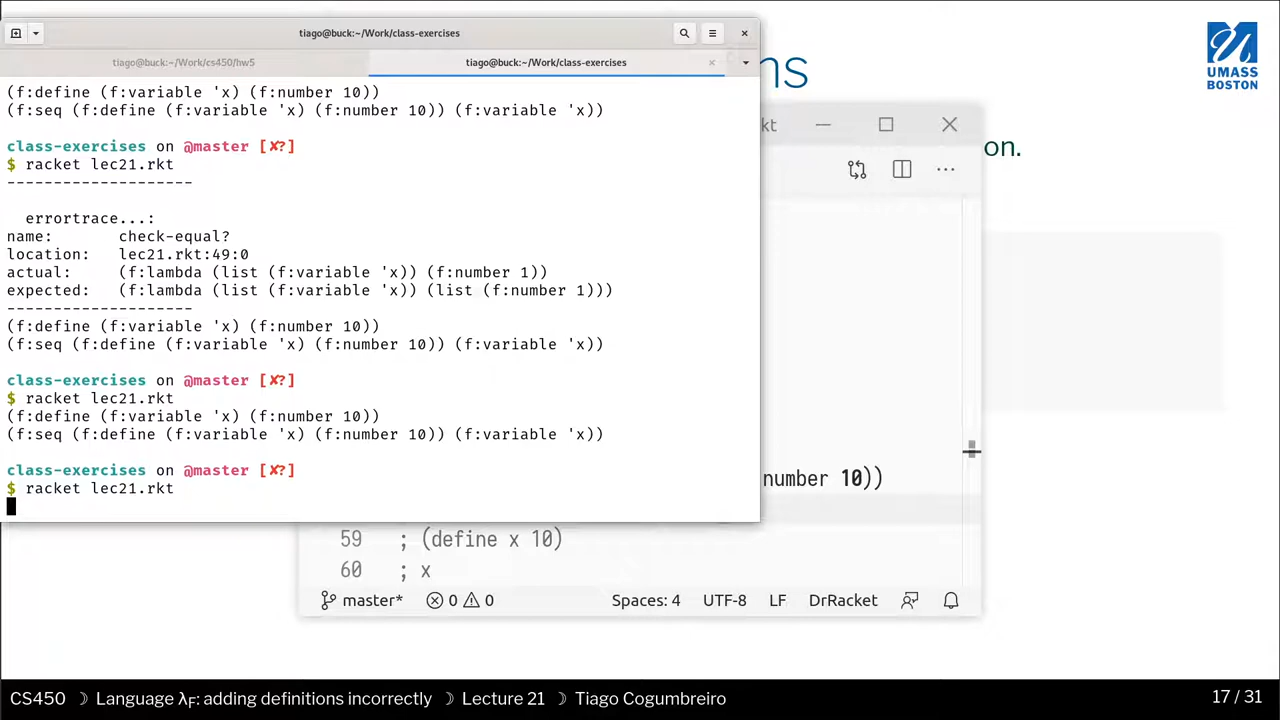 tiago@buck:~/Work/class-exercises
tiago@buck:~/Work/cs450/hw5
tiago@buck:~/Work/class-exercises
(f:define (f:variable 'x) (f:number 10))
(f:seq (f:define (f:variable 'x) (f:number 10)) (f:variable 'x))
class-exercises on @master [✘?]
$ racket lec21.rkt
--------------------
errortrace...:
name:       check-equal?
location:   lec21.rkt:49:0
actual:     (f:lambda (list (f:variable 'x)) (f:number 1))
expected:   (f:lambda (list (f:variable 'x)) (list (f:number 1)))
--------------------
(f:define (f:variable 'x) (f:number 10))
(f:seq (f:define (f:variable 'x) (f:number 10)) (f:variable 'x))
class-exercises on @master [✘?]
$ racket lec21.rkt
(f:define (f:variable 'x) (f:number 10))
(f:seq (f:define (f:variable 'x) (f:number 10)) (f:variable 'x))
class-exercises on @master [✘?]
$ racket lec21.rkt
ns
UMASS
BOSTON
kt
on.
number 10))
59 ; (define x 10)
60 ; x
master* 0 0 Spaces: 4 UTF-8 LF DrRacket
CS450 ☽ Language λF: adding definitions incorrectly ☽ Lecture 21 ☽ Tiago Cogumbreiro 17 / 31